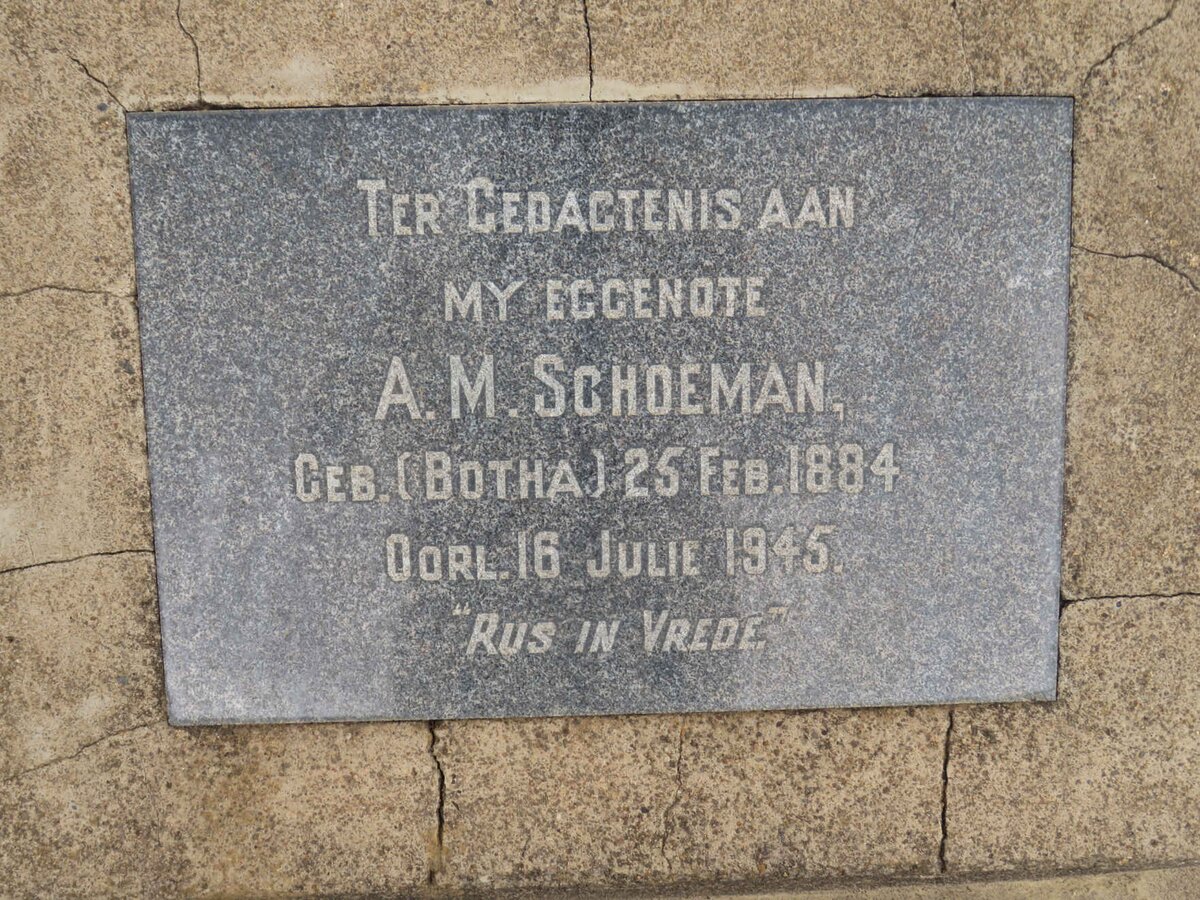 TER GEDACTENIS AAN
MY EGGENOTE
A. M. SCHOEMAN,
GEB. (BOTHA) 25 FEB. 1884
OORL. 16 JULIE 1945.
"RUS IN VREDE."